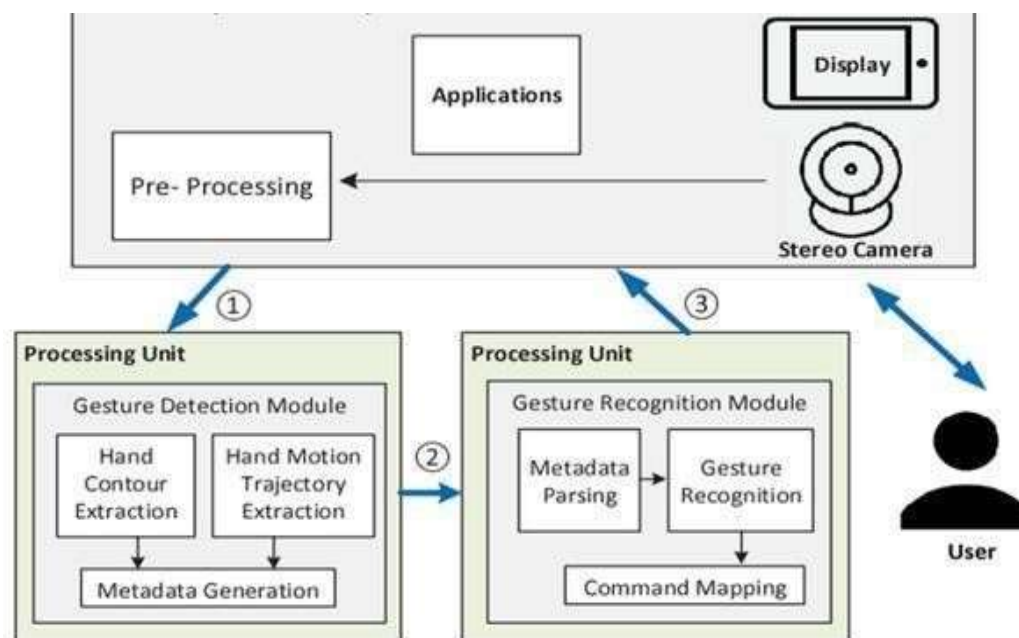 Display
Applications
Pre- Processing
Stereo Camera
①
③
Processing Unit
Gesture Detection Module
Hand
Contour
Extraction
Hand Motion
Trajectory
Extraction
Metadata Generation
②
Processing Unit
Gesture Recognition Module
Metadata
Parsing
Gesture
Recognition
Command Mapping
User